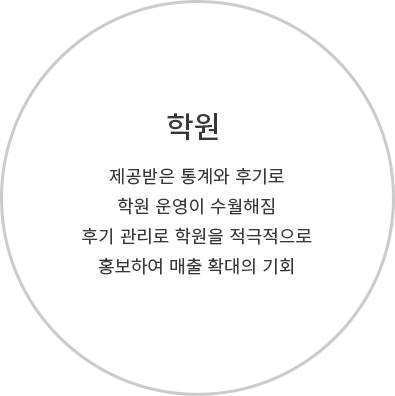 학원
제공받은 통계와 후기로
학원 운영이 수월해짐
후기 관리로 학원을 적극적으로
홍보하여 매출 확대의 기회